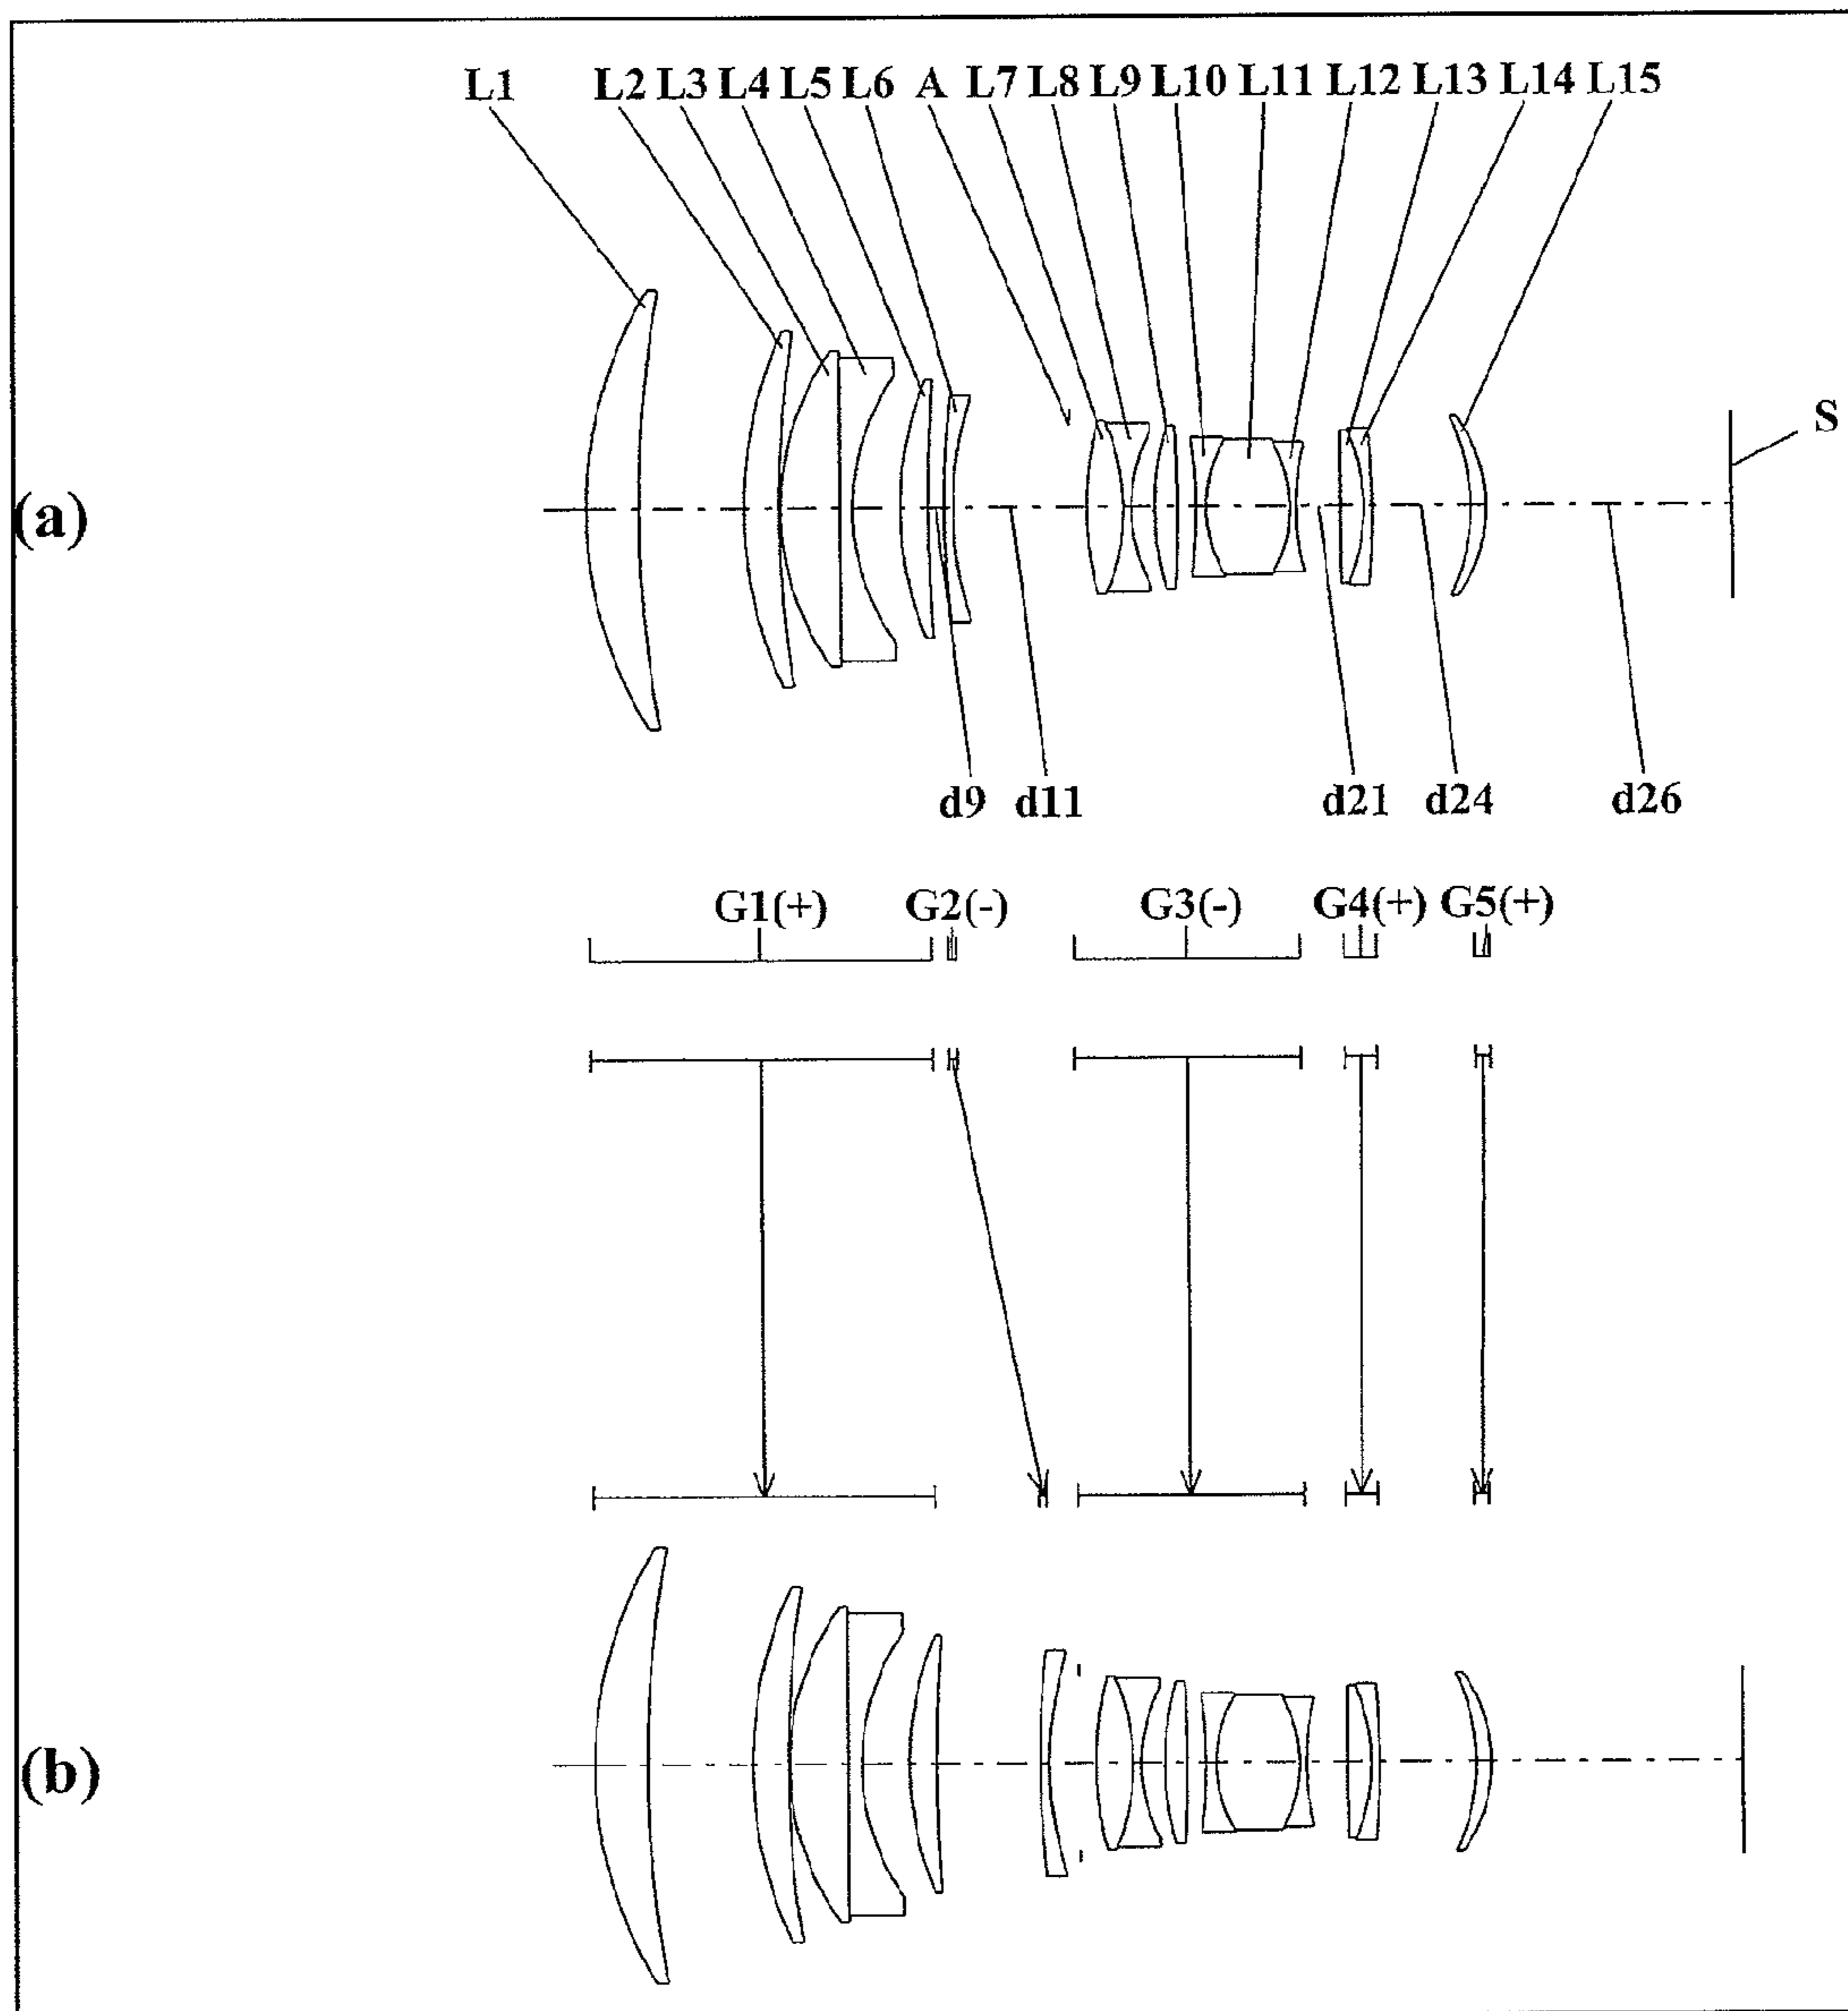 L1 L2 L3 L4 L5 L6 A L7 L8 L9 L10 L11 L12 L13 L14 L15
S
(a)
d9 d11 d21 d24 d26
G1(+) G2(-) G3(-) G4(+) G5(+)
(b)